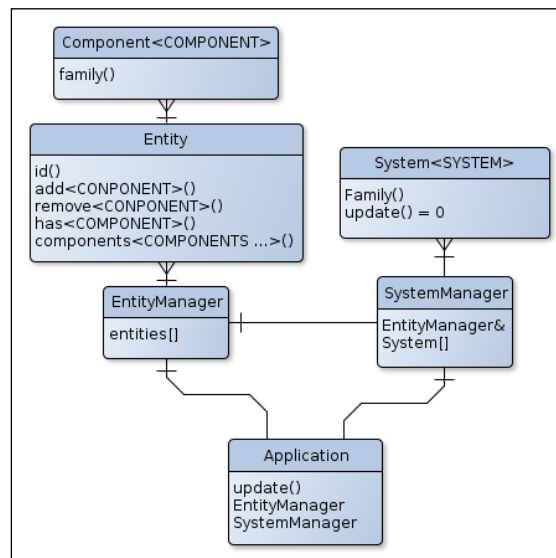 Component<COMPONENT>
family()
Entity
id()
add<CONPONENT>()
remove<CONPONENT>()
has<COMPONENT>()
components<COMPONENTS ...>()
System<SYSTEM>
Family()
update() = 0
EntityManager
entities[]
SystemManager
EntityManager&
System[]
Application
update()
EntityManager
SystemManager